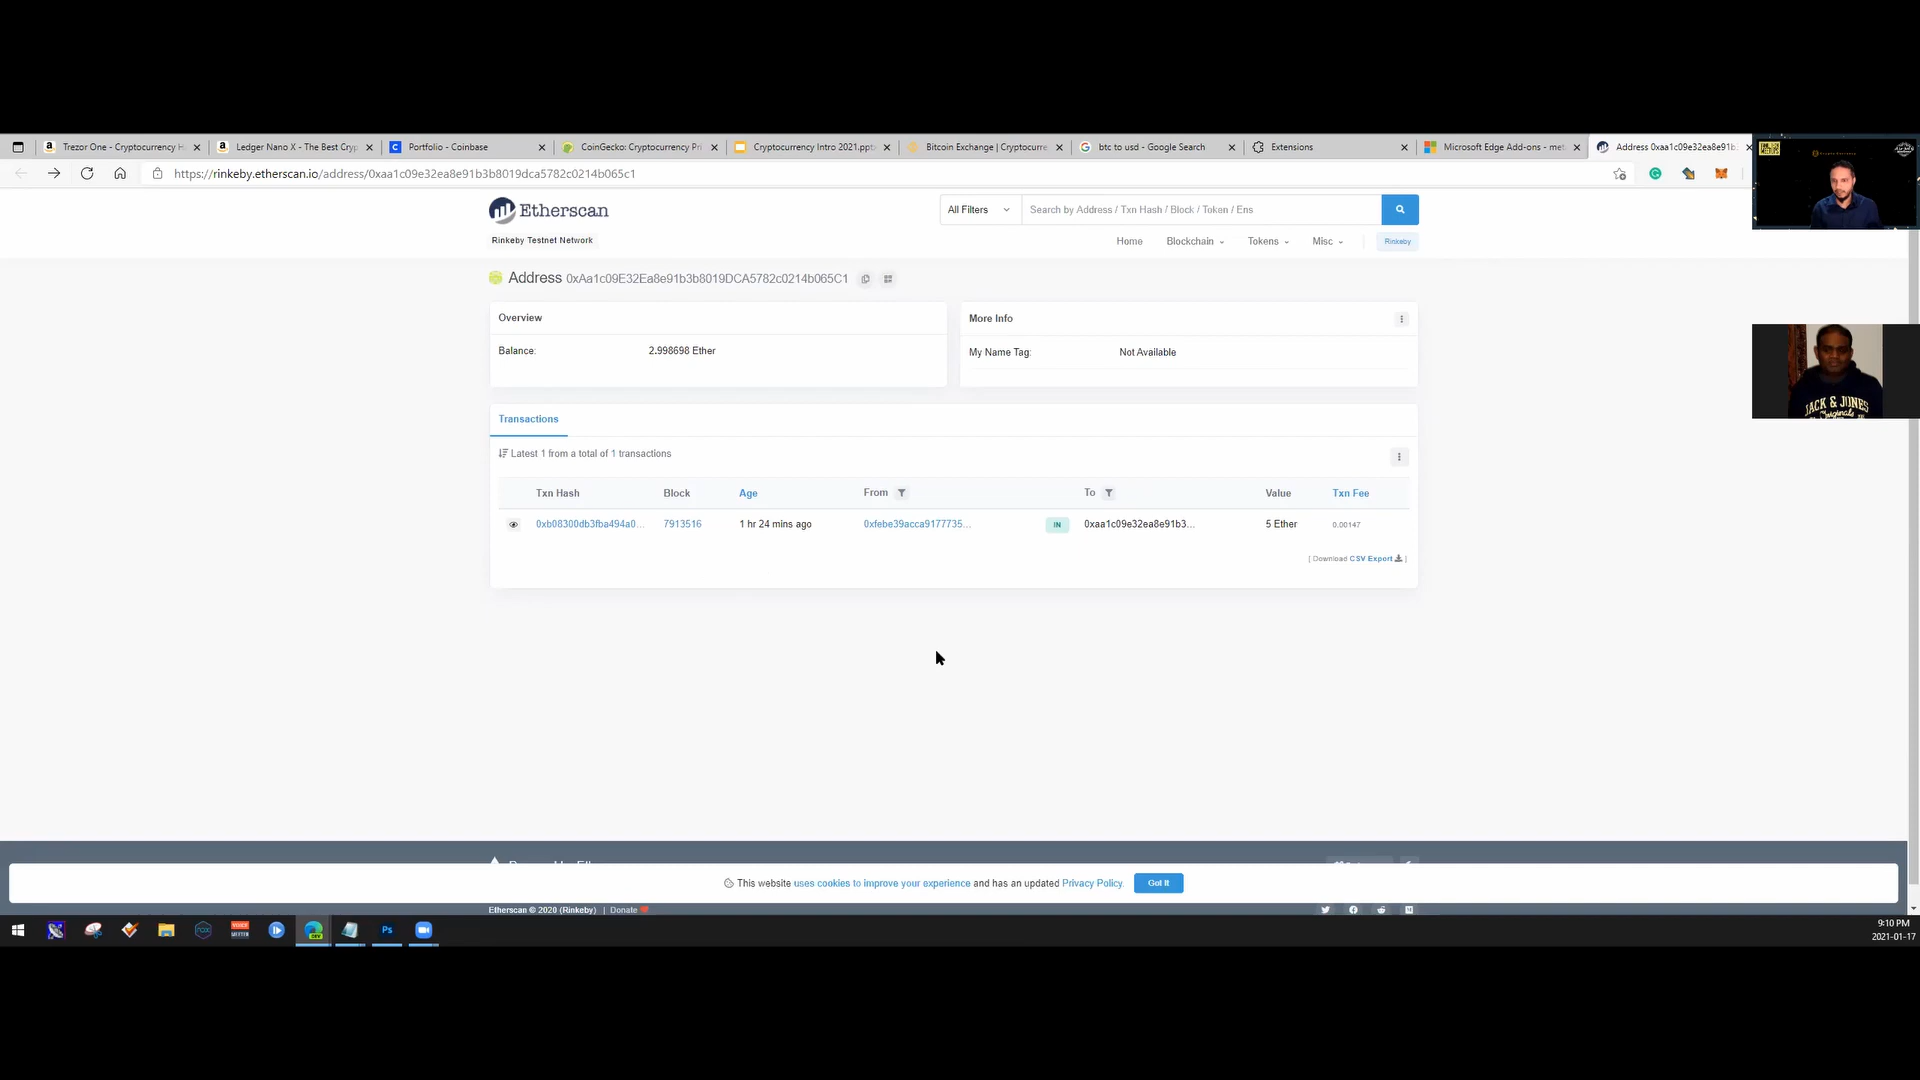 Trezor One - Cryptocurrency H
Ledger Nano X - The Best Cryp
Portfolio - Coinbase
CoinGecko: Cryptocurrency Pri
Cryptocurrency Intro 2021.pptx
Bitcoin Exchange | Cryptocurre
btc to usd - Google Search
Extensions
Microsoft Edge Add-ons - met
Address 0xaa1c09e32ea8e91b
https://rinkeby.etherscan.io/address/0xaa1c09e32ea8e91b3b8019dca5782c0214b065c1
Etherscan
All Filters
Search by Address / Txn Hash / Block / Token / Ens
Rinkeby Testnet Network
Home Blockchain Tokens Misc Rinkeby
Address 0xAa1c09E32Ea8e91b3b8019DCA5782c0214b065C1
Overview
Balance: 2.998698 Ether
More Info
My Name Tag: Not Available
JACK & JONES
Originals
Transactions
Latest 1 from a total of 1 transactions
Txn Hash Block Age From To Value Txn Fee
0xb08300db3fba494a0... 7913516 1 hr 24 mins ago 0xfebe39acca9177735... IN 0xaa1c09e32ea8e91b3... 5 Ether 0.00147
[ Download CSV Export ]
This website uses cookies to improve your experience and has an updated Privacy Policy. Got It
Etherscan © 2020 (Rinkeby) | Donate
Ps
9:10 PM
2021-01-17